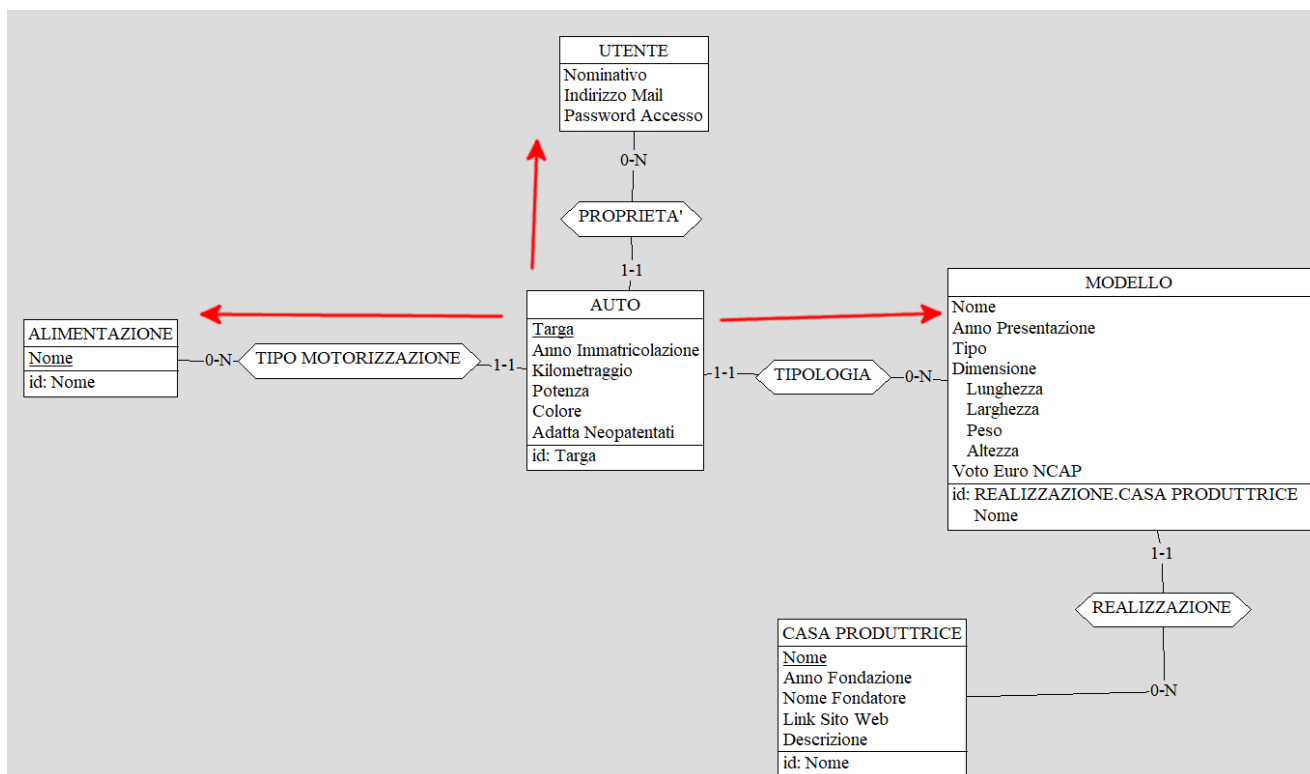 UTENTE
Nominativo
Indirizzo Mail
Password Accesso
0-N
PROPRIETA'
1-1
ALIMENTAZIONE
Nome
id: Nome
0-N
TIPO MOTORIZZAZIONE
1-1
AUTO
Targa
Anno Immatricolazione
Kilometraggio
Potenza
Colore
Adatta Neopatentati
id: Targa
1-1
TIPOLOGIA
0-N
MODELLO
Nome
Anno Presentazione
Tipo
Dimensione
Lunghezza
Larghezza
Peso
Altezza
Voto Euro NCAP
id: REALIZZAZIONE.CASA PRODUTTRICE
Nome
1-1
REALIZZAZIONE
0-N
CASA PRODUTTRICE
Nome
Anno Fondazione
Nome Fondatore
Link Sito Web
Descrizione
id: Nome